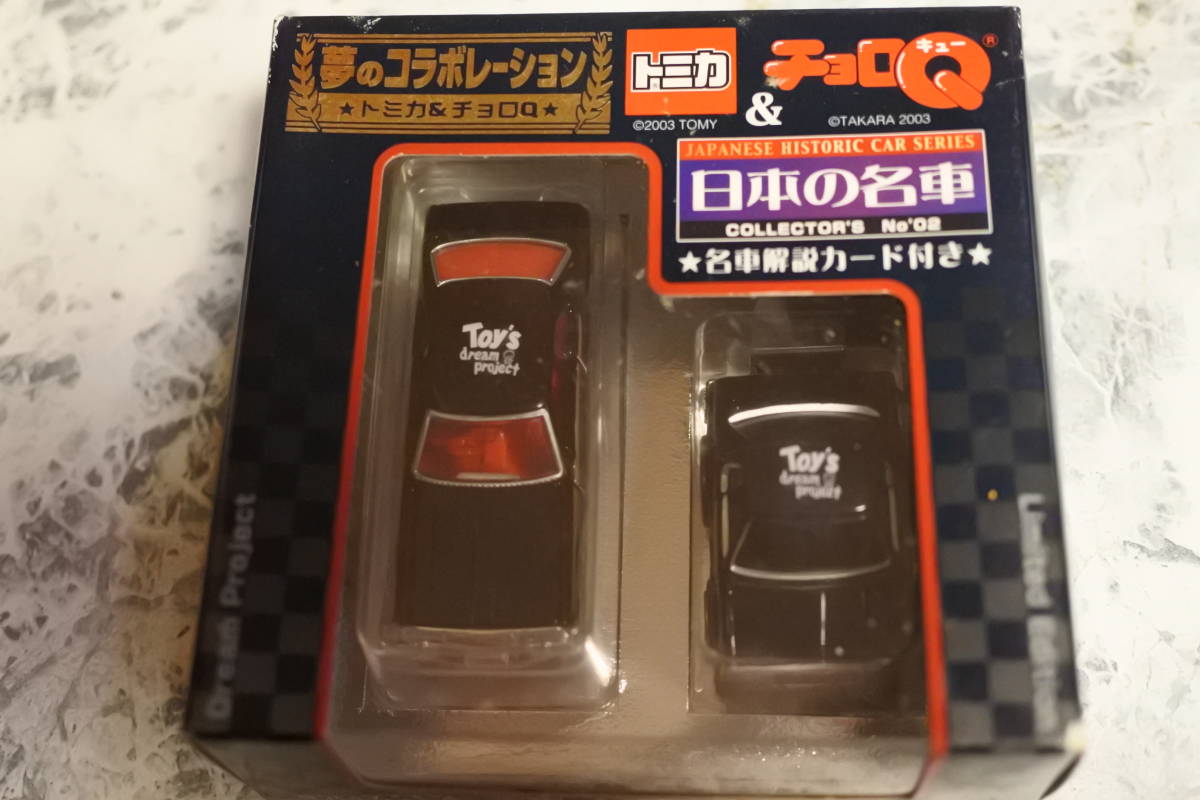 夢のコラボレーション
★トミカ&チョロQ★
トミカ
©2003 TOMY
&
チョロQ
キュー
®
©TAKARA 2003
JAPANESE HISTORIC CAR SERIES
日本の名車
COLLECTOR'S No'02
★名車解説カード付き★
Toy's
dream
project
Toy's
dream
project
Dream Project
Limited